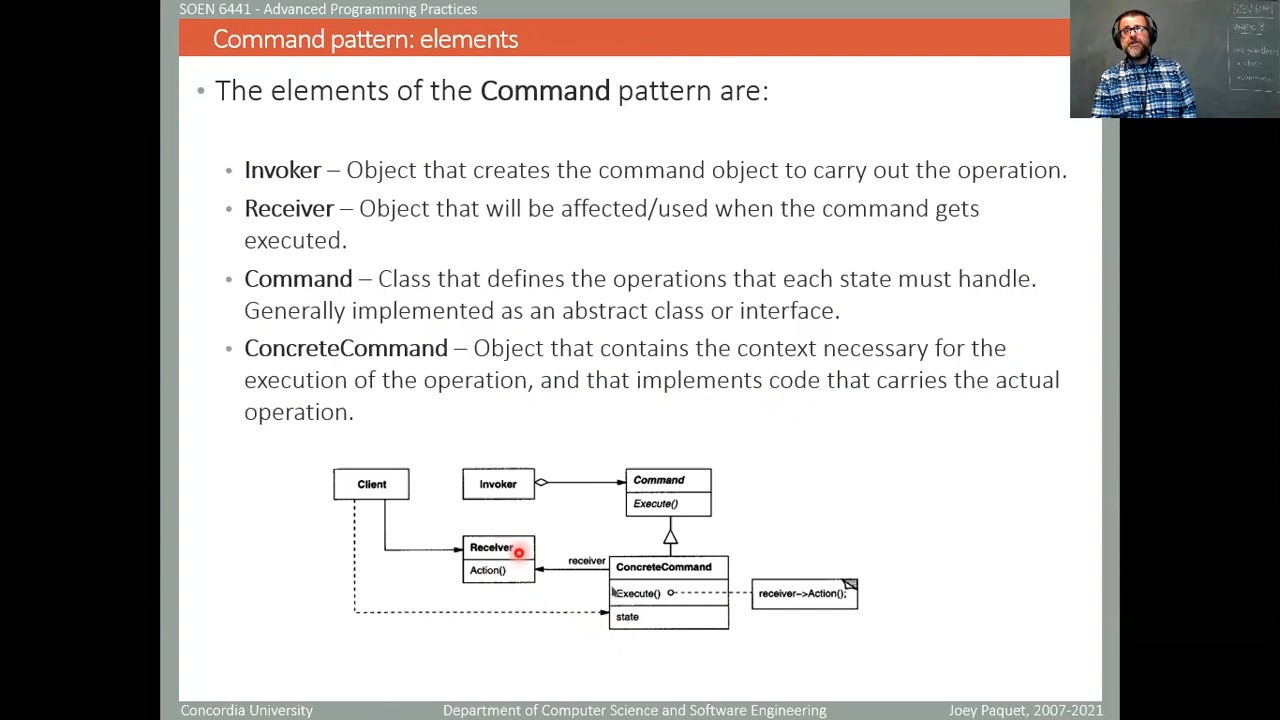 SOEN 6441 - Advanced Programming Practices
Command pattern: elements
• The elements of the Command pattern are:
• Invoker – Object that creates the command object to carry out the operation.
• Receiver – Object that will be affected/used when the command gets
executed.
• Command – Class that defines the operations that each state must handle.
Generally implemented as an abstract class or interface.
• ConcreteCommand – Object that contains the context necessary for the
execution of the operation, and that implements code that carries the actual
operation.
Client
Invoker
Command
Execute()
Receiver
Action()
receiver
ConcreteCommand
Execute()
state
receiver->Action();
Concordia University
Department of Computer Science and Software Engineering
Joey Paquet, 2007-2021